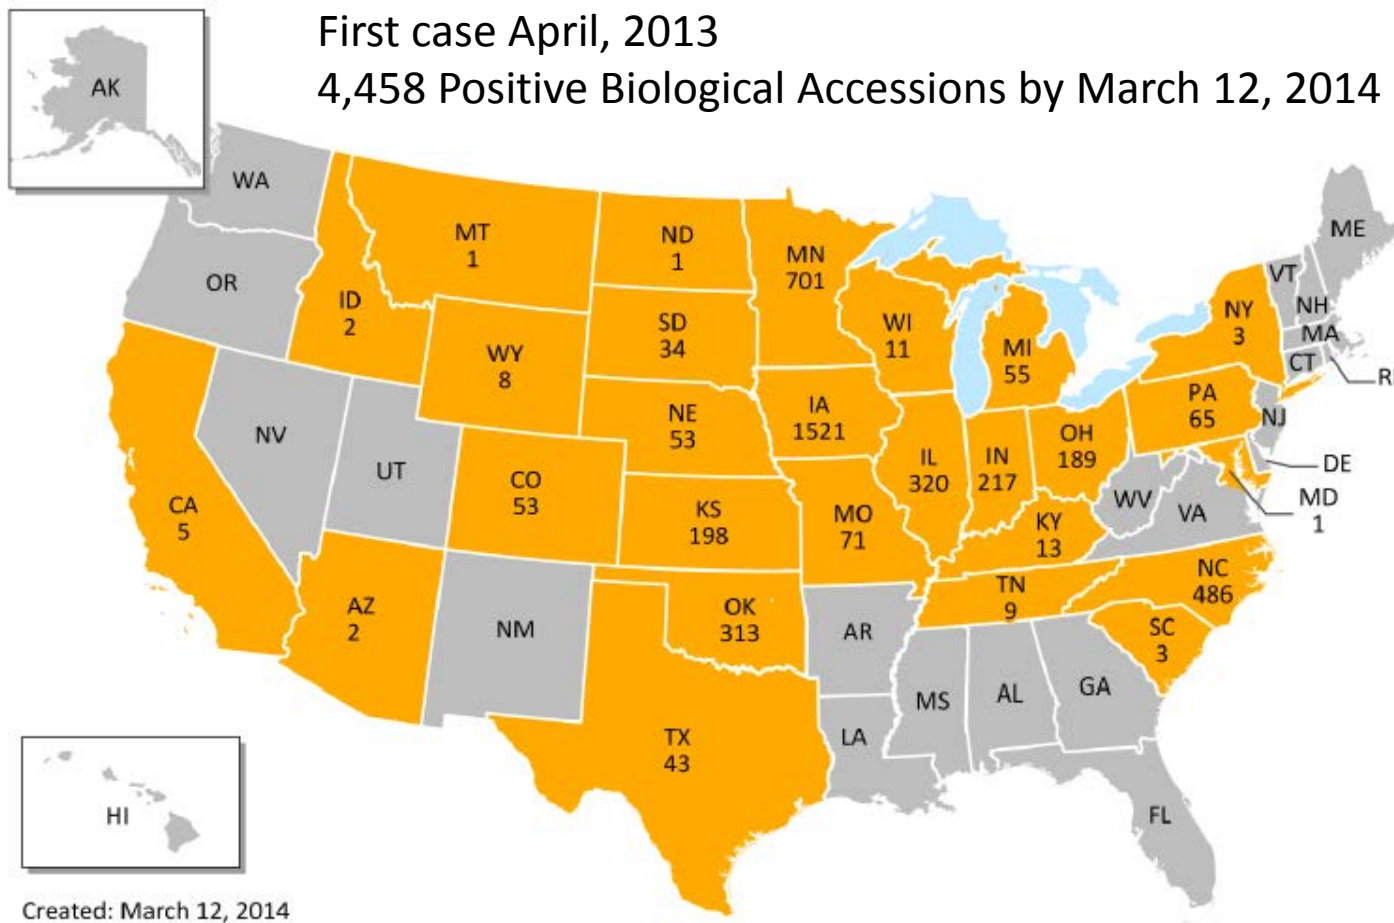 First case April, 2013
4,458 Positive Biological Accessions by March 12, 2014
AK
WA
OR
CA
5
NV
ID
2
MT
1
WY
8
UT
AZ
2
CO
53
NM
ND
1
SD
34
NE
53
KS
198
OK
313
TX
43
MN
701
IA
1521
MO
71
AR
LA
WI
11
IL
320
MI
55
IN
217
OH
189
KY
13
TN
9
MS
AL
GA
FL
SC
3
NC
486
VA
WV
MD
1
DE
PA
65
NJ
NY
3
CT
MA
VT
NH
ME
HI
Created: March 12, 2014